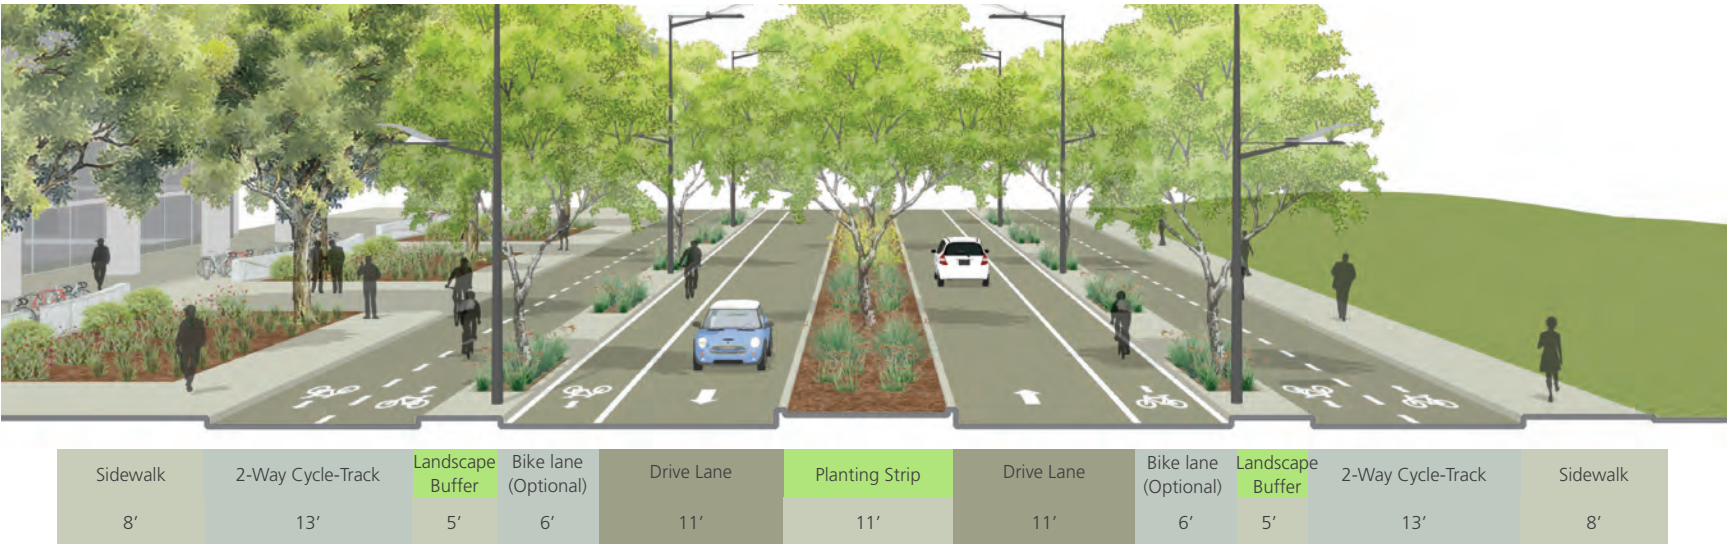 Sidewalk
8’
2-Way Cycle-Track
13’
Landscape
Buffer
5’
Bike lane
(Optional)
6’
Drive Lane
11’
Planting Strip
11’
Drive Lane
11’
Bike lane
(Optional)
6’
Landscape
Buffer
5’
2-Way Cycle-Track
13’
Sidewalk
8’